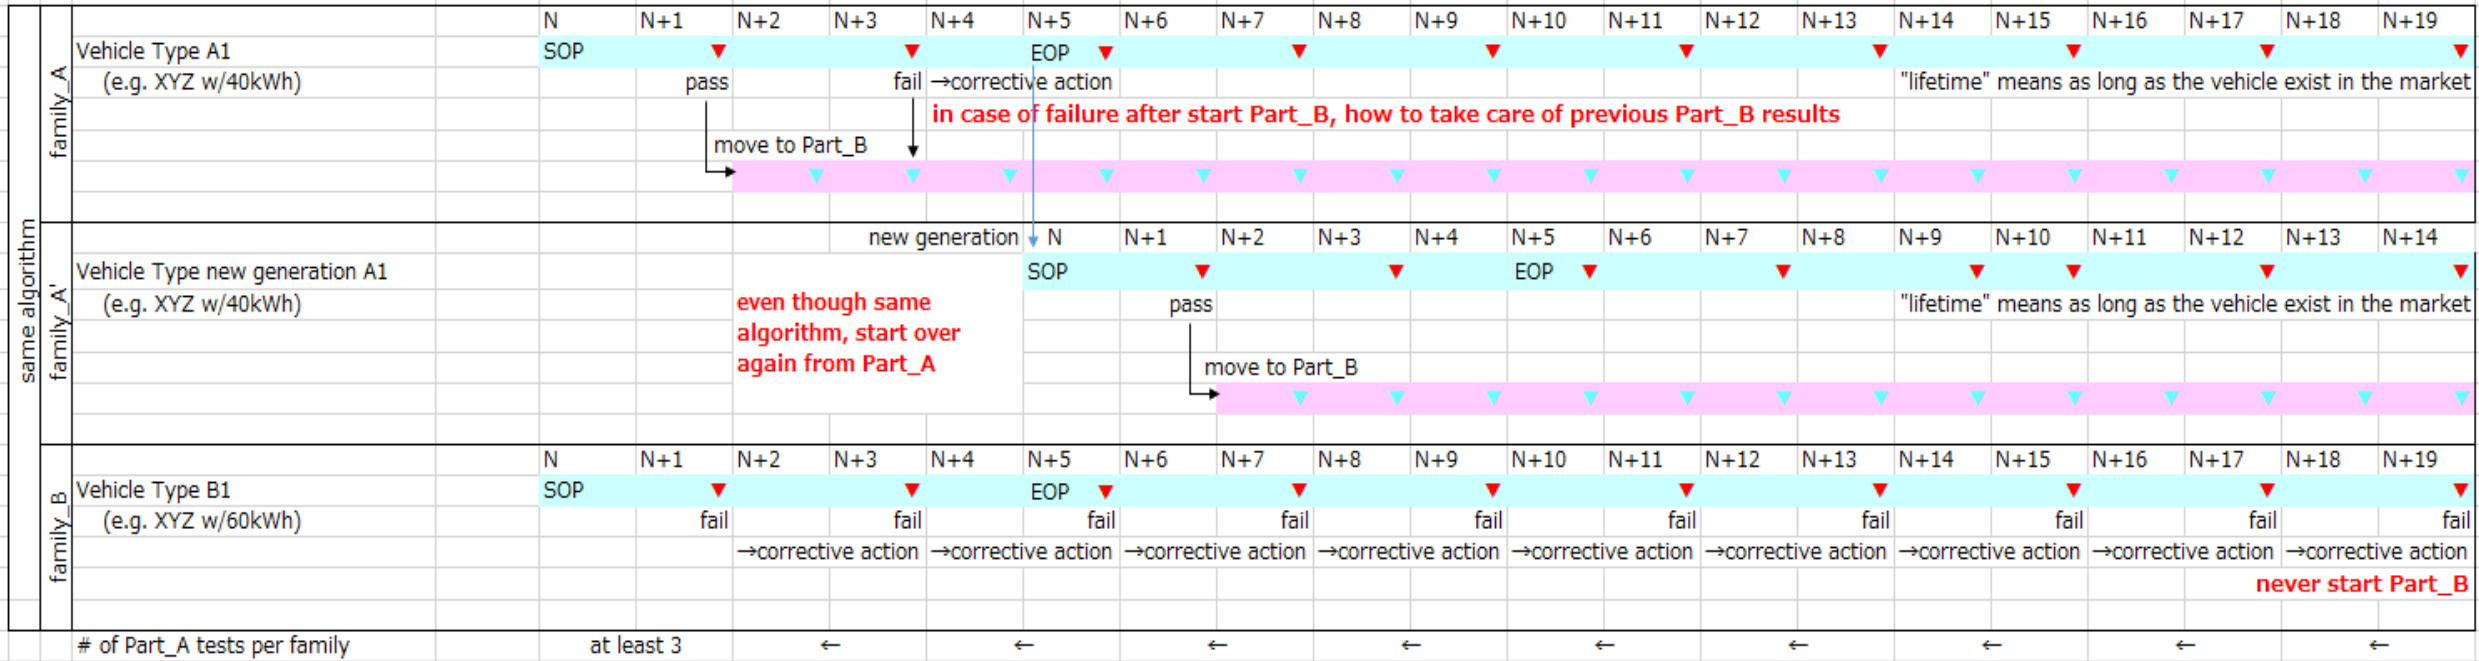 same algorithm
family_A
N N+1 N+2 N+3 N+4 N+5 N+6 N+7 N+8 N+9 N+10 N+11 N+12 N+13 N+14 N+15 N+16 N+17 N+18 N+19
Vehicle Type A1 SOP EOP
(e.g. XYZ w/40kWh) pass fail →corrective action "lifetime" means as long as the vehicle exist in the market
in case of failure after start Part_B, how to take care of previous Part_B results
move to Part_B
family_A'
new generation N N+1 N+2 N+3 N+4 N+5 N+6 N+7 N+8 N+9 N+10 N+11 N+12 N+13 N+14
Vehicle Type new generation A1 SOP EOP
(e.g. XYZ w/40kWh) pass "lifetime" means as long as the vehicle exist in the market
even though same
algorithm, start over
again from Part_A
move to Part_B
family_B
N N+1 N+2 N+3 N+4 N+5 N+6 N+7 N+8 N+9 N+10 N+11 N+12 N+13 N+14 N+15 N+16 N+17 N+18 N+19
Vehicle Type B1 SOP EOP
(e.g. XYZ w/60kWh) fail fail fail fail fail fail fail fail fail fail
→corrective action →corrective action →corrective action →corrective action →corrective action →corrective action →corrective action →corrective action →corrective action
never start Part_B
# of Part_A tests per family at least 3 ← ← ← ← ← ← ← ← ←